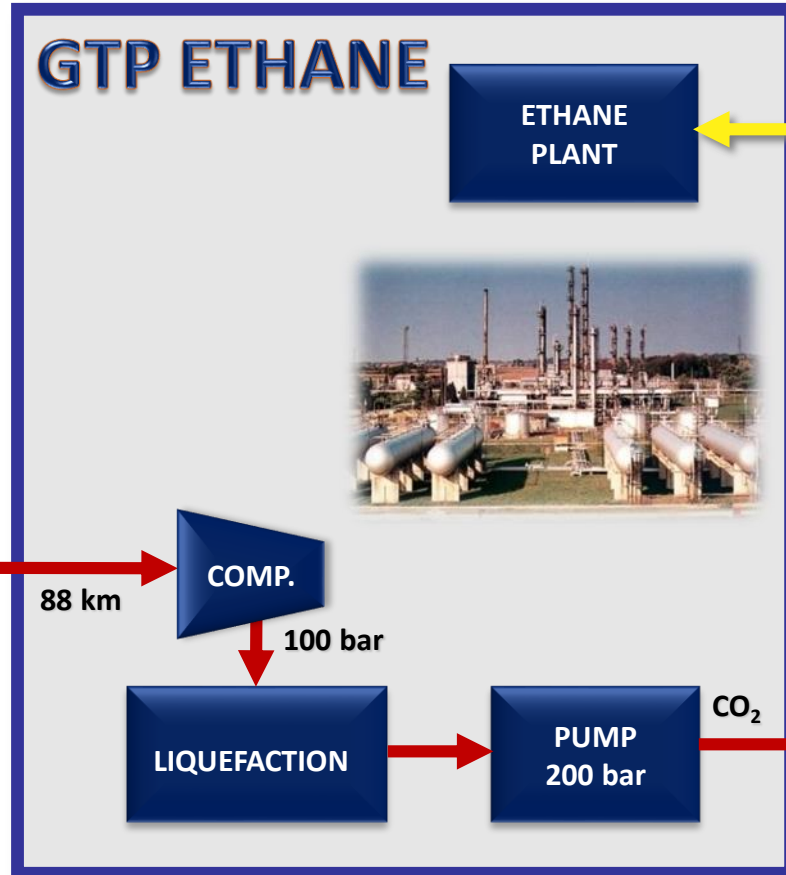 GTP ETHANE
ETHANE
PLANT
COMP.
88 km
100 bar
LIQUEFACTION
PUMP
200 bar
CO₂